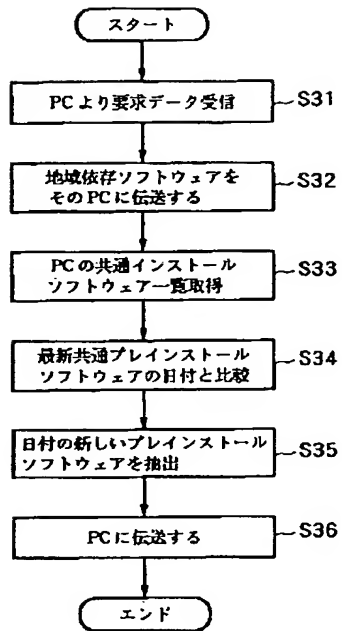 スタート
PCより要求データ受信
S31
地域依存ソフトウェアを
そのPCに伝送する
S32
PCの共通インストール
ソフトウェア一覧取得
S33
最新共通プレインストール
ソフトウェアの日付と比較
S34
日付の新しいプレインストール
ソフトウェアを抽出
S35
PCに伝送する
S36
エンド